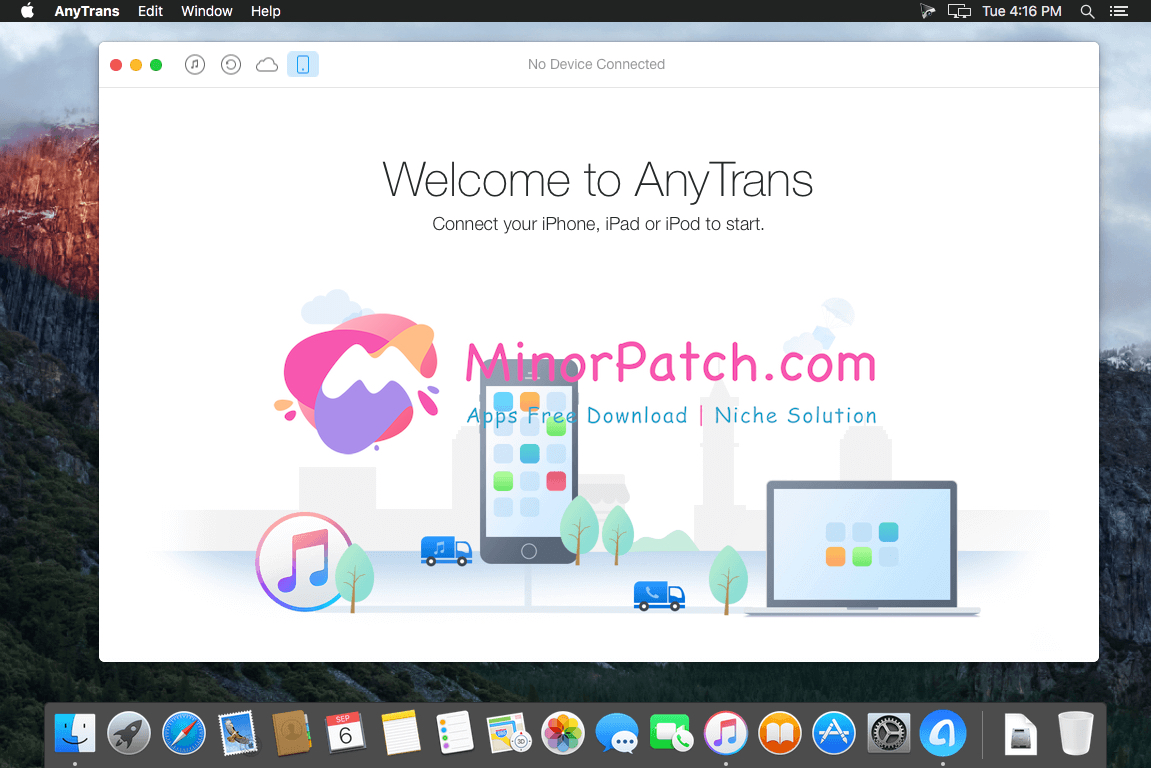 AnyTrans Edit Window Help Tue 4:16 PM
No Device Connected
Welcome to AnyTrans
Connect your iPhone, iPad or iPod to start.
MinorPatch.com
Apps Free Download | Niche Solution
SEP
6
3D